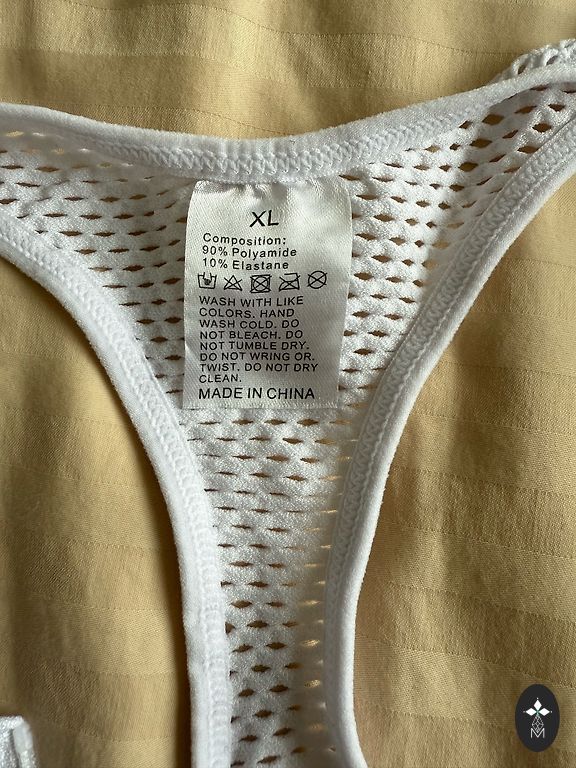 XL
Composition:
90% Polyamide
10% Elastane
WASH WITH LIKE
COLORS. HAND
WASH COLD. DO
NOT BLEACH. DO
NOT TUMBLE DRY.
DO NOT WRING OR.
TWIST. DO NOT DRY
CLEAN.
MADE IN CHINA